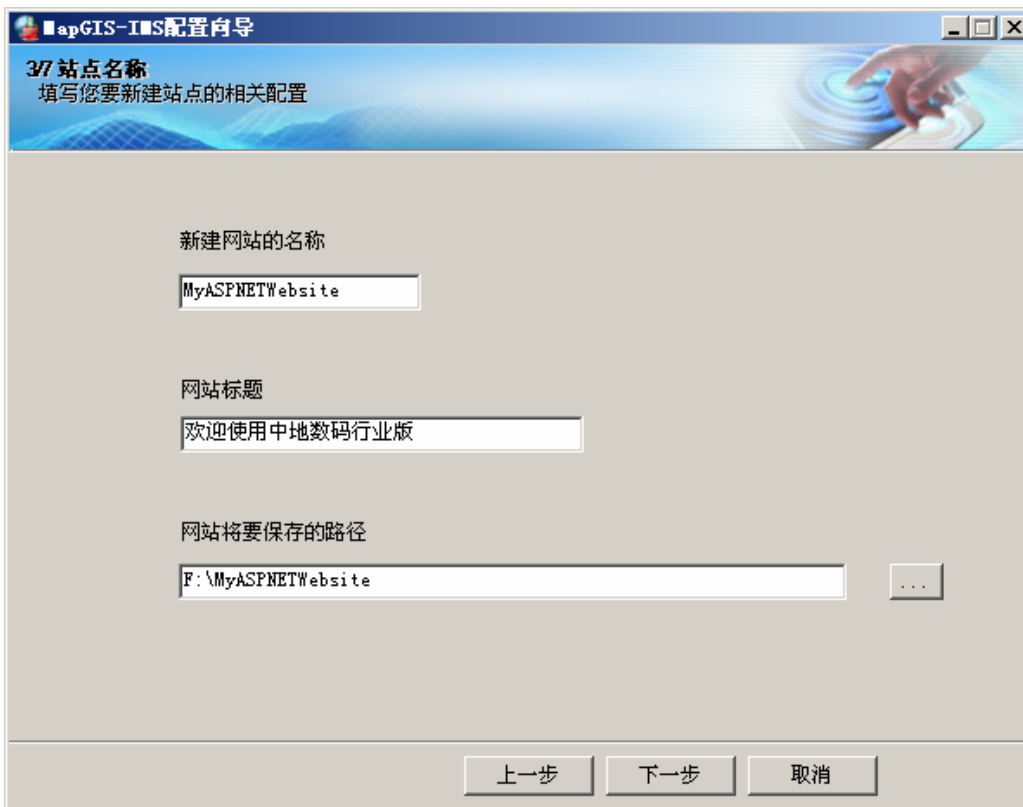 MapGIS-IMS配置向导
3/7 站点名称
填写您要新建站点的相关配置
新建网站的名称
MyASPNETWebsite
网站标题
欢迎使用中地数码行业版
网站将要保存的路径
F:\MyASPNETWebsite
...
上一步 下一步 取消